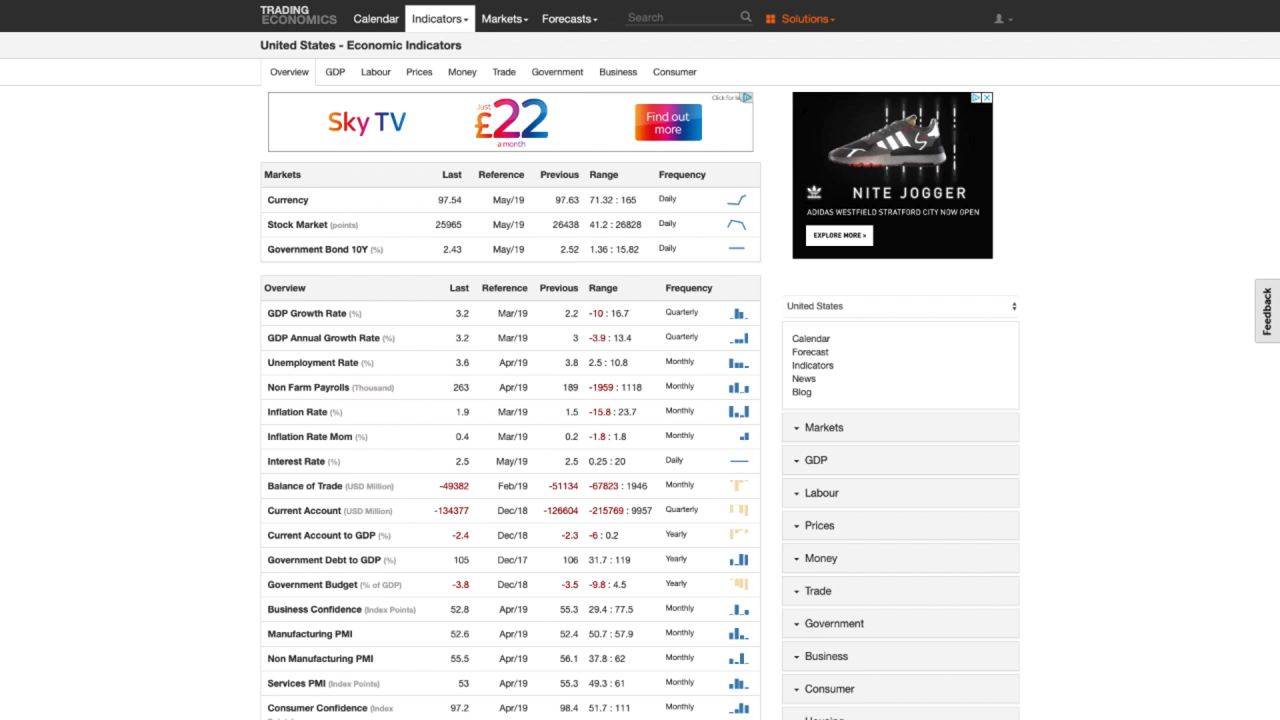 TRADING ECONOMICS Calendar Indicators Markets Forecasts Search Solutions
United States - Economic Indicators
Overview GDP Labour Prices Money Trade Government Business Consumer
Sky TV Just £22 a month Find out more
Markets Last Reference Previous Range Frequency
Currency 97.54 May/19 97.63 71.32 : 165 Daily
Stock Market (points) 25965 May/19 26438 41.2 : 26828 Daily
Government Bond 10Y (%) 2.43 May/19 2.52 1.36 : 15.82 Daily
Overview Last Reference Previous Range Frequency
GDP Growth Rate (%) 3.2 Mar/19 2.2 -10 : 16.7 Quarterly
GDP Annual Growth Rate (%) 3.2 Mar/19 3 -3.9 : 13.4 Quarterly
Unemployment Rate (%) 3.6 Apr/19 3.8 2.5 : 10.8 Monthly
Non Farm Payrolls (Thousand) 263 Apr/19 189 -1959 : 1118 Monthly
Inflation Rate (%) 1.9 Mar/19 1.5 -15.8 : 23.7 Monthly
Inflation Rate Mom (%) 0.4 Mar/19 0.2 -1.8 : 1.8 Monthly
Interest Rate (%) 2.5 May/19 2.5 0.25 : 20 Daily
Balance of Trade (USD Million) -49382 Feb/19 -51134 -67823 : 1946 Monthly
Current Account (USD Million) -134377 Dec/18 -126604 -215769 : 9957 Quarterly
Current Account to GDP (%) -2.4 Dec/18 -2.3 -6 : 0.2 Yearly
Government Debt to GDP (%) 105 Dec/17 106 31.7 : 119 Yearly
Government Budget (% of GDP) -3.8 Dec/18 -3.5 -9.8 : 4.5 Yearly
Business Confidence (Index Points) 52.8 Apr/19 55.3 29.4 : 77.5 Monthly
Manufacturing PMI 52.6 Apr/19 52.4 50.7 : 57.9 Monthly
Non Manufacturing PMI 55.5 Apr/19 56.1 37.8 : 62 Monthly
Services PMI (Index Points) 53 Apr/19 55.3 49.3 : 61 Monthly
Consumer Confidence (Index 97.2 Apr/19 98.4 51.7 : 111 Monthly
adidas
NITE JOGGER
ADIDAS WESTFIELD STRATFORD CITY NOW OPEN
EXPLORE MORE »
United States
Calendar
Forecast
Indicators
News
Blog
Markets
GDP
Labour
Prices
Money
Trade
Government
Business
Consumer
Feedback